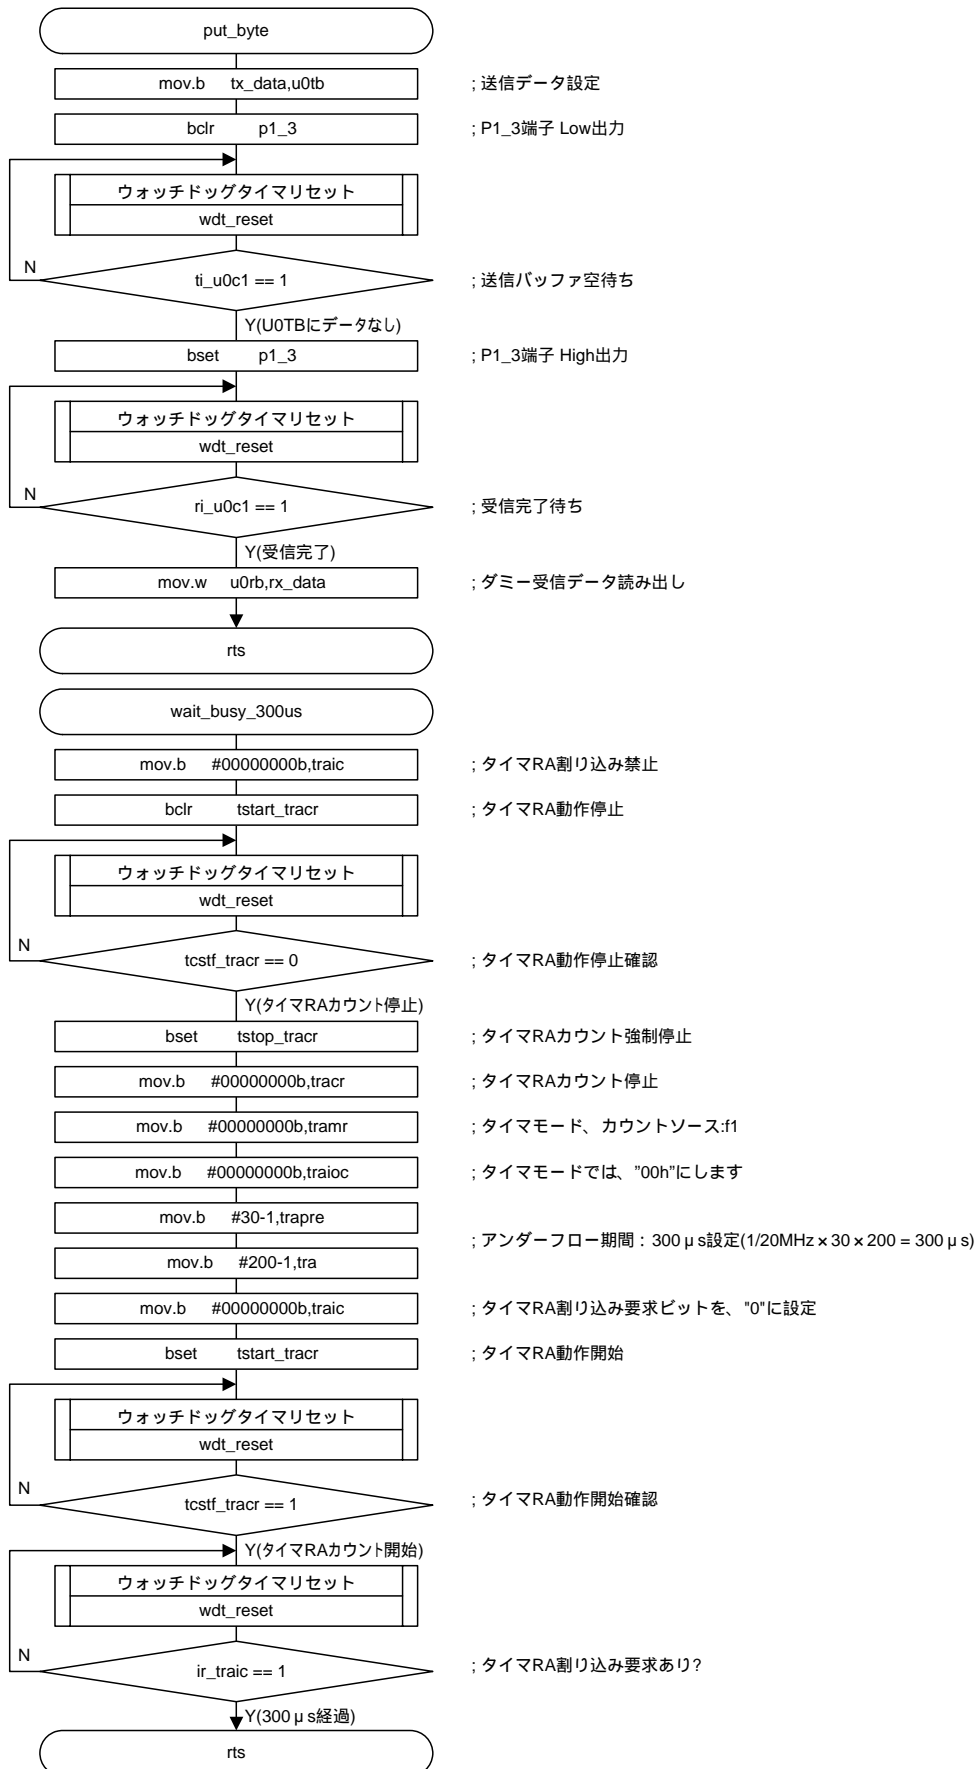 put_byte
mov.b tx_data,u0tb ; 送信データ設定
bclr p1_3 ; P1_3端子 Low出力
ウォッチドッグタイマリセット
wdt_reset
N
ti_u0c1 == 1 ; 送信バッファ空待ち
Y(U0TBにデータなし)
bset p1_3 ; P1_3端子 High出力
ウォッチドッグタイマリセット
wdt_reset
N
ri_u0c1 == 1 ; 受信完了待ち
Y(受信完了)
mov.w u0rb,rx_data ; ダミー受信データ読み出し
rts
wait_busy_300us
mov.b #00000000b,traic ; タイマRA割り込み禁止
bclr tstart_tracr ; タイマRA動作停止
ウォッチドッグタイマリセット
wdt_reset
N
tcstf_tracr == 0 ; タイマRA動作停止確認
Y(タイマRAカウント停止)
bset tstop_tracr ; タイマRAカウント強制停止
mov.b #00000000b,tracr ; タイマRAカウント停止
mov.b #00000000b,tramr ; タイマモード、カウントソース:f1
mov.b #00000000b,traioc ; タイマモードでは、”00h”にします
mov.b #30-1,trapre
; アンダーフロー期間：300μs設定(1/20MHz×30×200＝300μs)
mov.b #200-1,tra
mov.b #00000000b,traic ; タイマRA割り込み要求ビットを、"0"に設定
bset tstart_tracr ; タイマRA動作開始
ウォッチドッグタイマリセット
wdt_reset
N
tcstf_tracr == 1 ; タイマRA動作開始確認
Y(タイマRAカウント開始)
ウォッチドッグタイマリセット
wdt_reset
N
ir_traic == 1 ; タイマRA割り込み要求あり?
Y(300μs経過)
rts